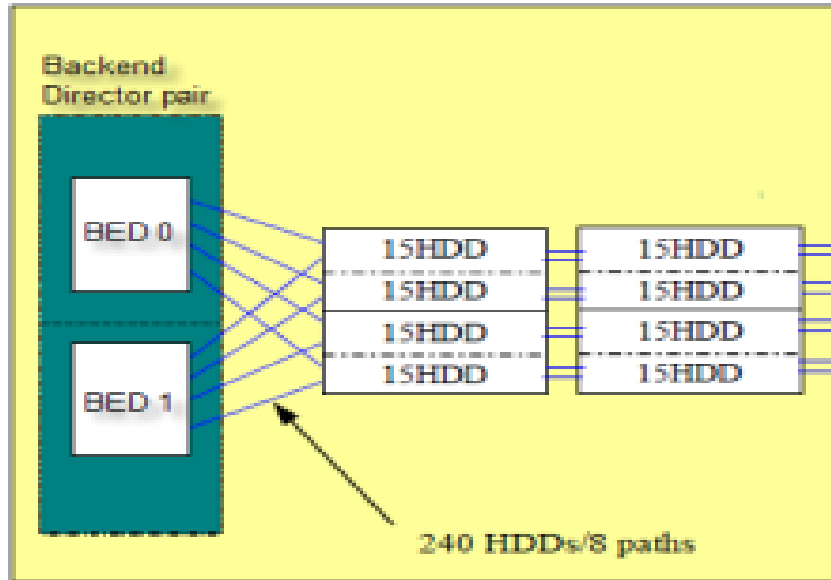 Backend
Director pair
BED 0
BED 1
15HDD
15HDD
15HDD
15HDD
15HDD
15HDD
15HDD
15HDD
240 HDDs/8 paths